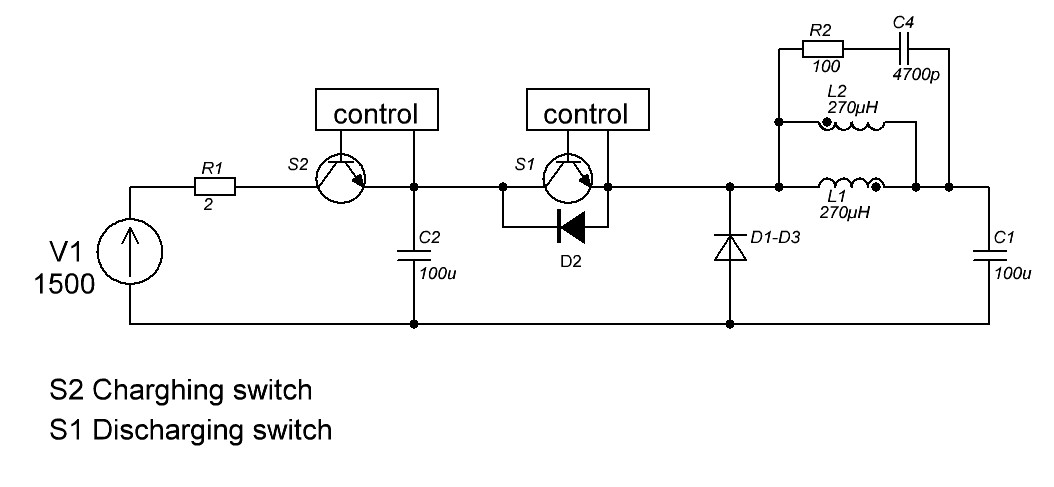 R2
C4
100
4700p
L2
270µH
control
control
S2
S1
R1
2
L1
270µH
V1
1500
C2
100u
D2
D1-D3
C1
100u
S2 Charghing switch
S1 Discharging switch